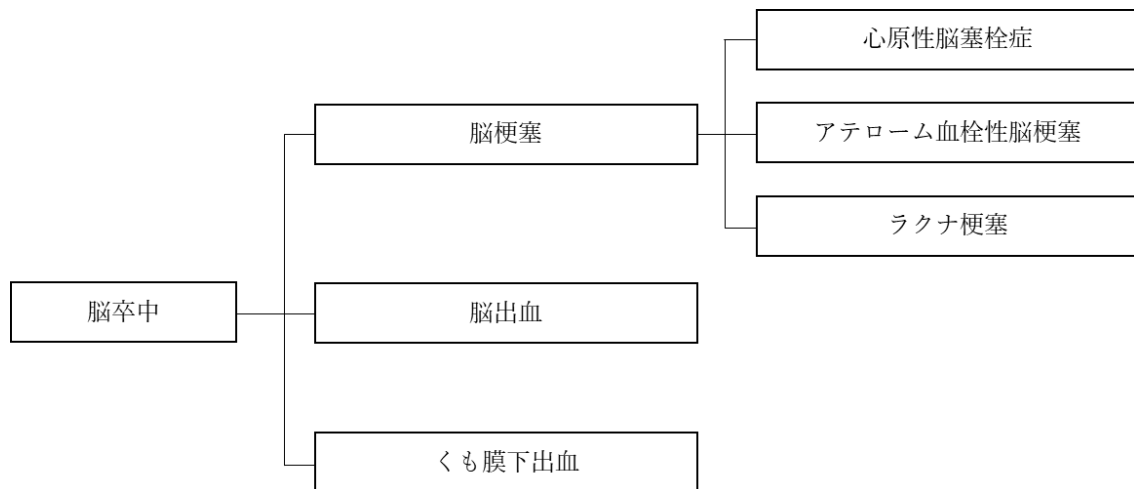 脳卒中
脳梗塞
脳出血
くも膜下出血
心原性脳塞栓症
アテローム血栓性脳梗塞
ラクナ梗塞